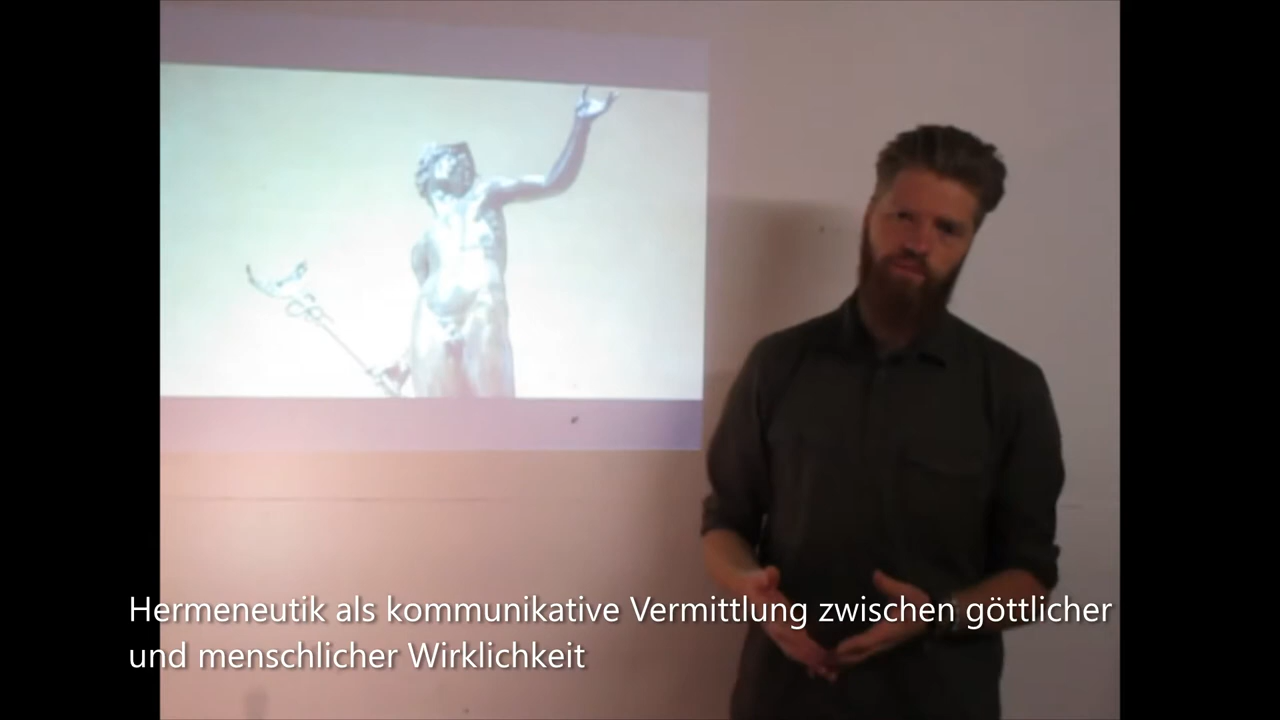 Hermeneutik als kommunikative Vermittlung zwischen göttlicher
und menschlicher Wirklichkeit